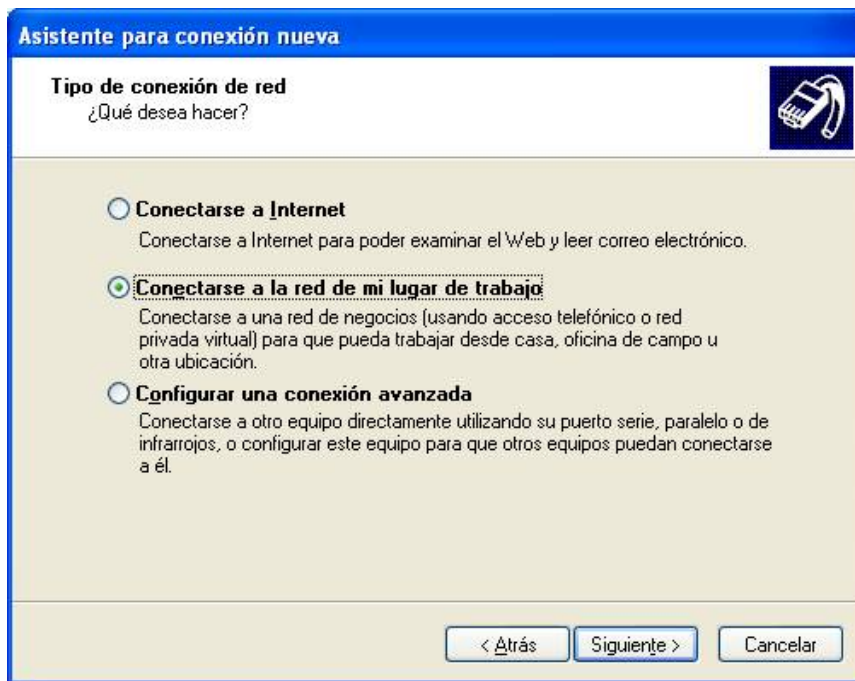 Asistente para conexión nueva
Tipo de conexión de red
¿Qué desea hacer?
Conectarse a Internet
Conectarse a Internet para poder examinar el Web y leer correo electrónico.
Conectarse a la red de mi lugar de trabajo
Conectarse a una red de negocios (usando acceso telefónico o red
privada virtual) para que pueda trabajar desde casa, oficina de campo u
otra ubicación.
Configurar una conexión avanzada
Conectarse a otro equipo directamente utilizando su puerto serie, paralelo o de
infrarrojos, o configurar este equipo para que otros equipos puedan conectarse
a él.
< Atrás Siguiente > Cancelar